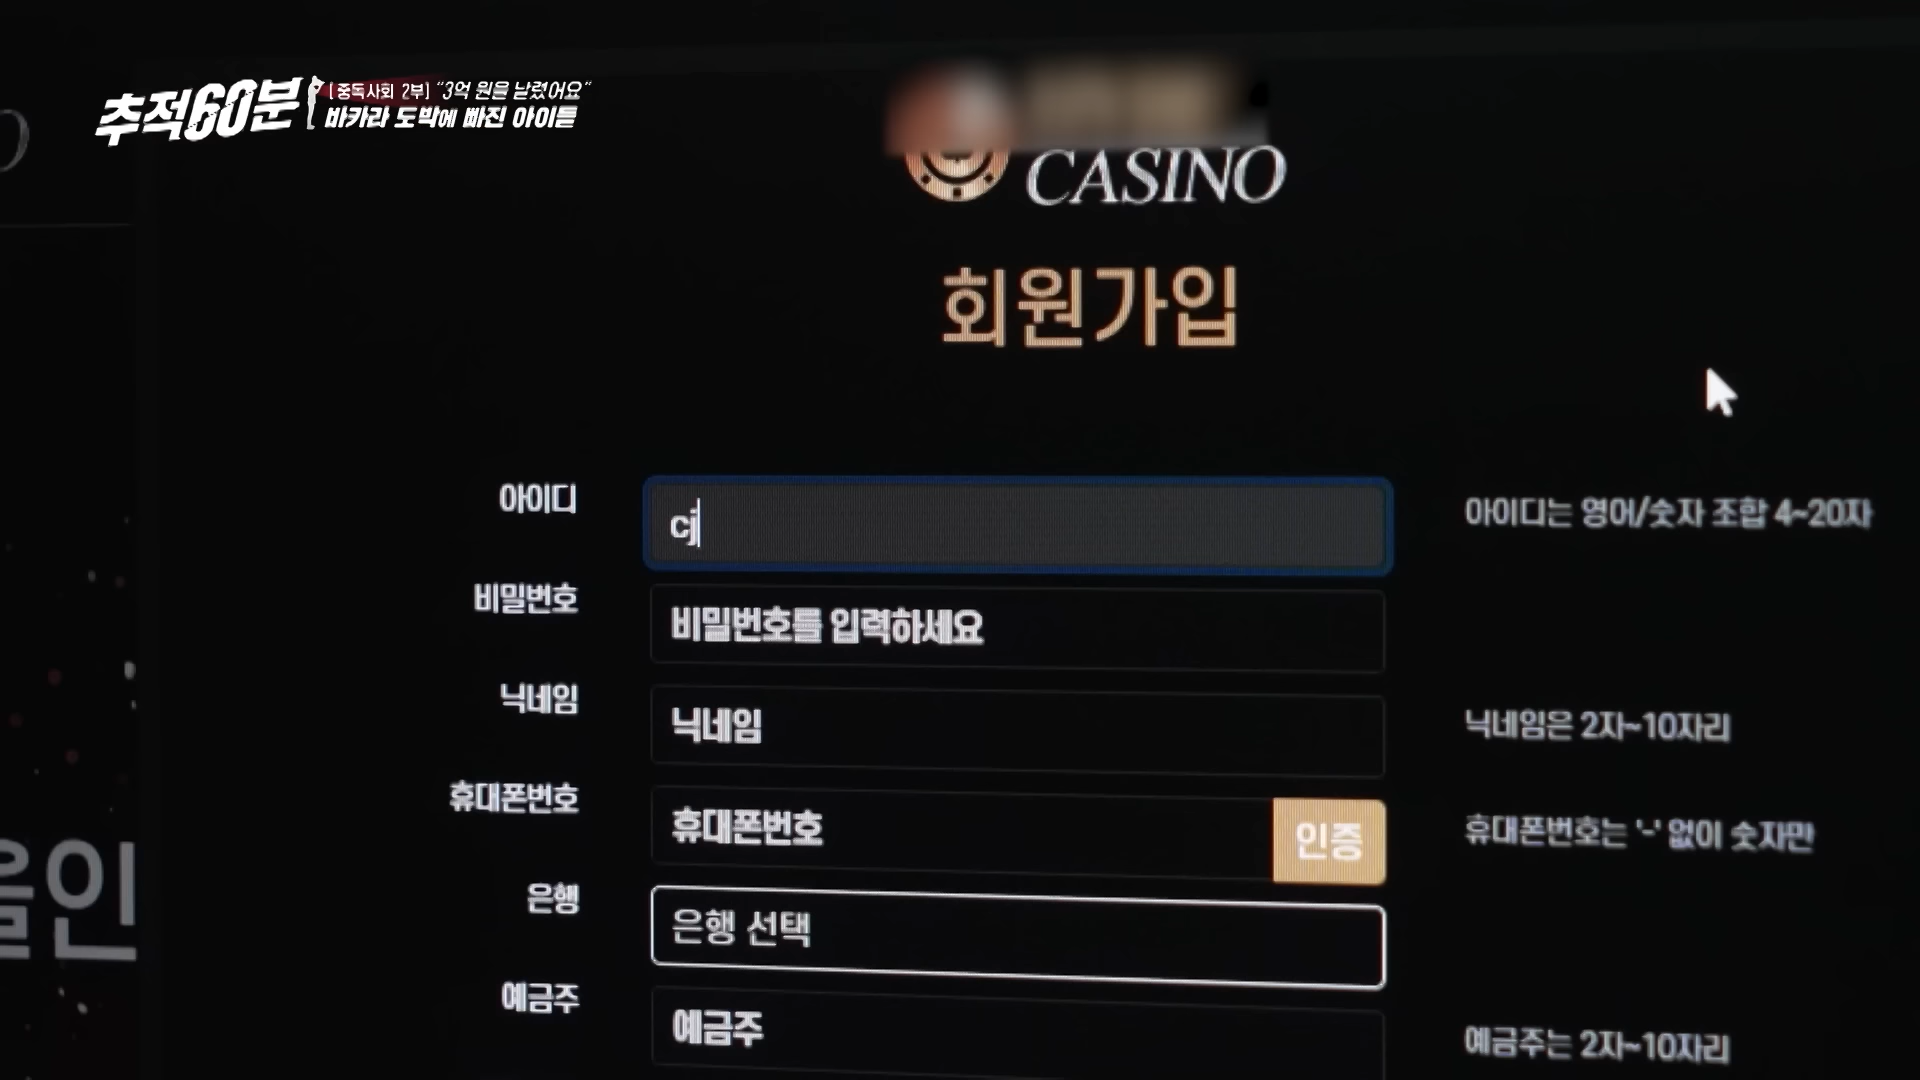 추적60분
[중독사회 2부] "3억 원을 날렸어요"
바카라 도박에 빠진 아이들
CASINO
회원가입
아이디
cj
아이디는 영어/숫자 조합 4~20자
비밀번호
비밀번호를 입력하세요
닉네임
닉네임
닉네임은 2자~10자리
휴대폰번호
휴대폰번호
인증
휴대폰번호는 '-' 없이 숫자만
은행
은행 선택
예금주
예금주
예금주는 2자~10자리